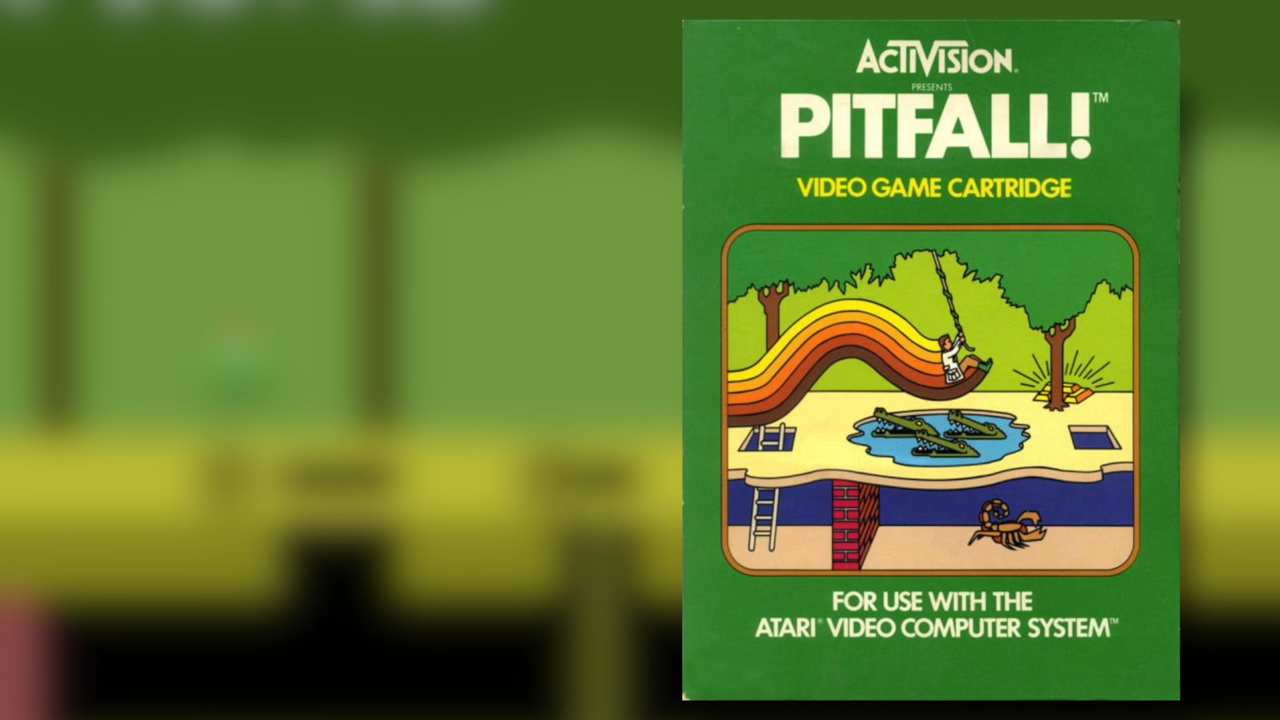 ACTIVISION®
PRESENTS
PITFALL!™
VIDEO GAME CARTRIDGE
FOR USE WITH THE
ATARI® VIDEO COMPUTER SYSTEM™